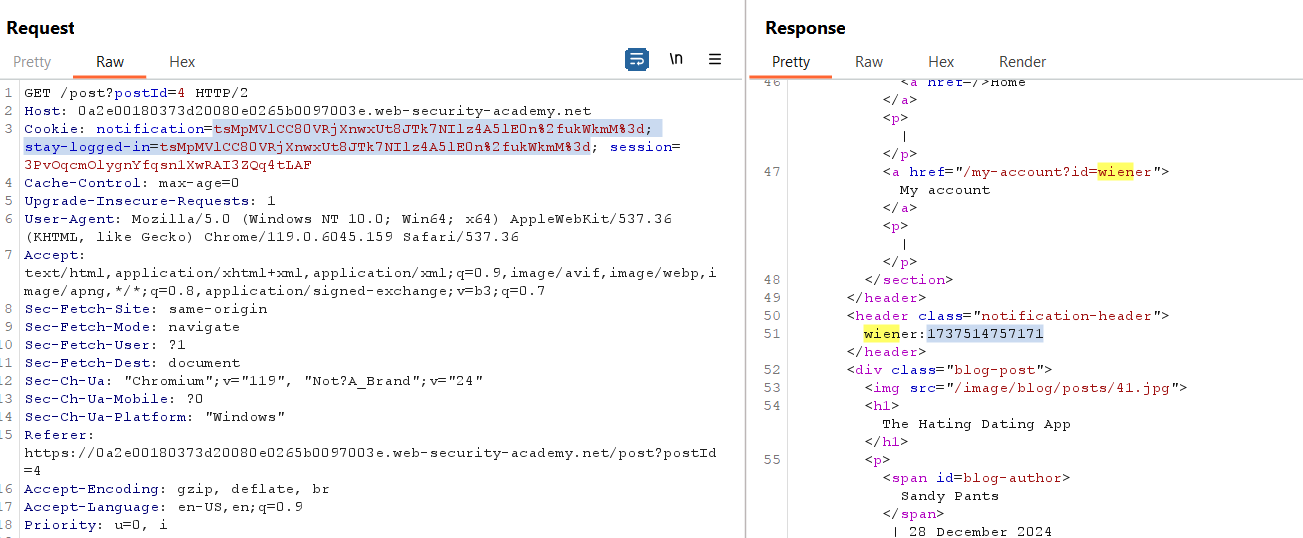 Request
Pretty Raw Hex \n
1 GET /post?postId=4 HTTP/2
2 Host: 0a2e00180373d20080e0265b0097003e.web-security-academy.net
3 Cookie: notification=tsMpMVlCC80VRjXnwxUt8JTk7NIlz4A5lE0n%2fukWkmM%3d;
stay-logged-in=tsMpMVlCC80VRjXnwxUt8JTk7NIlz4A5lE0n%2fukWkmM%3d; session=
3PvOqcmOlygnYfqsn1XwRAI3ZQq4tLAF
4 Cache-Control: max-age=0
5 Upgrade-Insecure-Requests: 1
6 User-Agent: Mozilla/5.0 (Windows NT 10.0; Win64; x64) AppleWebKit/537.36
(KHTML, like Gecko) Chrome/119.0.6045.159 Safari/537.36
7 Accept:
text/html,application/xhtml+xml,application/xml;q=0.9,image/avif,image/webp,i
mage/apng,*/*;q=0.8,application/signed-exchange;v=b3;q=0.7
8 Sec-Fetch-Site: same-origin
9 Sec-Fetch-Mode: navigate
10 Sec-Fetch-User: ?1
11 Sec-Fetch-Dest: document
12 Sec-Ch-Ua: "Chromium";v="119", "Not?A_Brand";v="24"
13 Sec-Ch-Ua-Mobile: ?0
14 Sec-Ch-Ua-Platform: "Windows"
15 Referer:
https://0a2e00180373d20080e0265b0097003e.web-security-academy.net/post?postId
=4
16 Accept-Encoding: gzip, deflate, br
17 Accept-Language: en-US,en;q=0.9
18 Priority: u=0, i
Response
Pretty Raw Hex Render
46 <a href=/>Home
</a>
<p>
|
</p>
47 <a href="/my-account?id=wiener">
My account
</a>
<p>
|
</p>
48 </section>
49 </header>
50 <header class="notification-header">
51 wiener:1737514757171
</header>
52 <div class="blog-post">
53 <img src="/image/blog/posts/41.jpg">
54 <h1>
The Hating Dating App
</h1>
55 <p>
<span id=blog-author>
Sandy Pants
</span>
| 28 December 2024